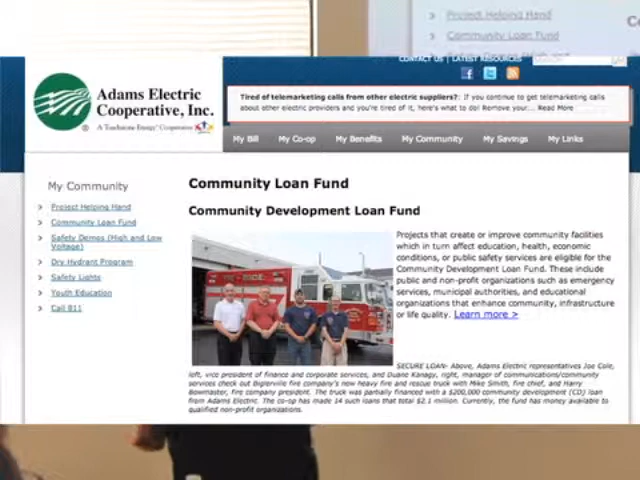 Project Helping Hand
Community Loan Fund
CONTACT US | LATEST RESOURCES
Adams Electric
Cooperative, Inc.
A Touchstone Energy® Cooperative
Tired of telemarketing calls from other electric suppliers?: If you continue to get telemarketing calls
about other electric providers and you're tired of it, here's what to do! Remove your... Read More
My Bill My Co-op My Benefits My Community My Savings My Links
My Community
Project Helping Hand
Community Loan Fund
Safety Demos (High and Low
Voltage)
Dry Hydrant Program
Safety Lights
Youth Education
Call 811
Community Loan Fund
Community Development Loan Fund
Projects that create or improve community facilities
which in turn affect education, health, economic
conditions, or public safety services are eligible for the
Community Development Loan Fund. These include
public and non-profit organizations such as emergency
services, municipal authorities, and educational
organizations that enhance community, infrastructure
or life quality. Learn more >
SECURE LOAN- Above, Adams Electric representatives Joe Cole,
left, vice president of finance and corporate services, and Duane Kanagy, right, manager of communications/community
services check out Biglerville fire company's new heavy fire and rescue truck with Mike Smith, fire chief, and Harry
Bowmaster, fire company president. The truck was partially financed with a $200,000 community development (CD) loan
from Adams Electric. The co-op has made 14 such loans that total $2.1 million. Currently, the fund has money available to
qualified non-profit organizations.